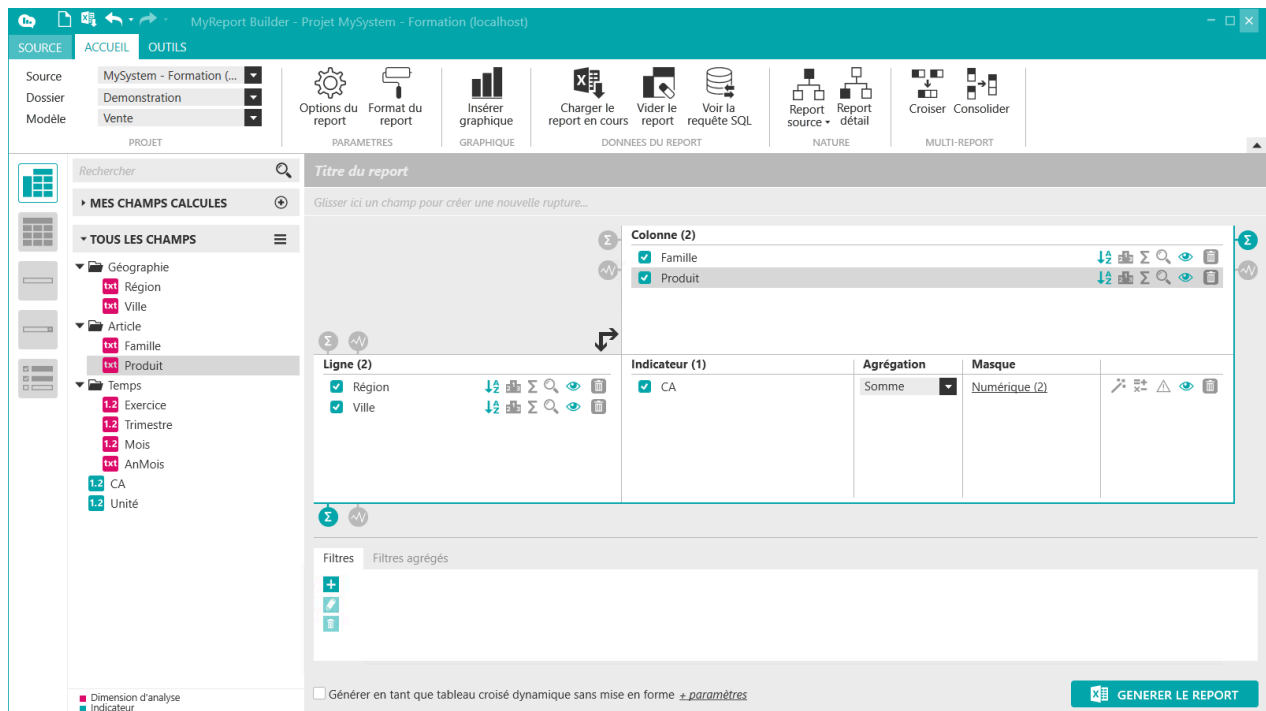 MyReport Builder - Projet MySystem - Formation (localhost)
SOURCE ACCUEIL OUTILS
Source MySystem - Formation (...
Dossier Demonstration
Modèle Vente
PROJET
Options du report
Format du report
PARAMETRES
Insérer graphique
GRAPHIQUE
Charger le report en cours
Vider le report
Voir la requête SQL
DONNEES DU REPORT
Report source
Report détail
NATURE
Croiser
Consolider
MULTI-REPORT
Rechercher
MES CHAMPS CALCULES
TOUS LES CHAMPS
Géographie
txt Région
txt Ville
Article
txt Famille
txt Produit
Temps
1.2 Exercice
1.2 Trimestre
1.2 Mois
txt AnMois
1.2 CA
1.2 Unité
Dimension d'analyse
Indicateur
Titre du report
Glisser ici un champ pour créer une nouvelle rupture...
Colonne (2)
Famille
Produit
Ligne (2)
Région
Ville
Indicateur (1) Agrégation Masque
CA Somme Numérique (2)
Filtres Filtres agrégés
Générer en tant que tableau croisé dynamique sans mise en forme + paramètres
GENERER LE REPORT